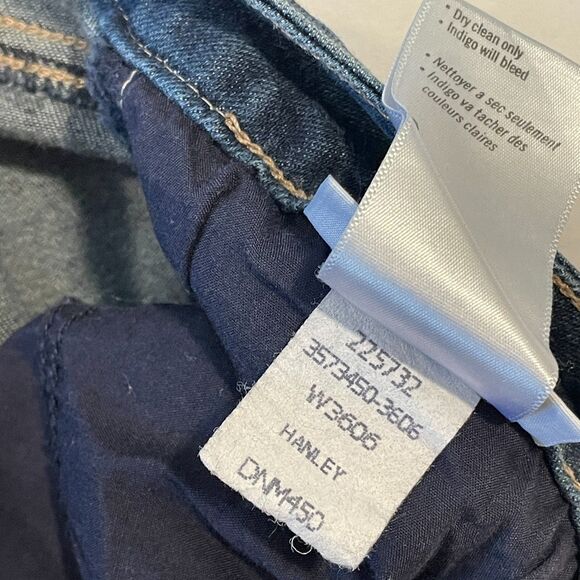 • Dry clean only
• Indigo will bleed
• Nettover a sec seulement
• Indigo va tacher des
couleurs claires
225732
3573450-3606
W3606
HANLEY
DNM450